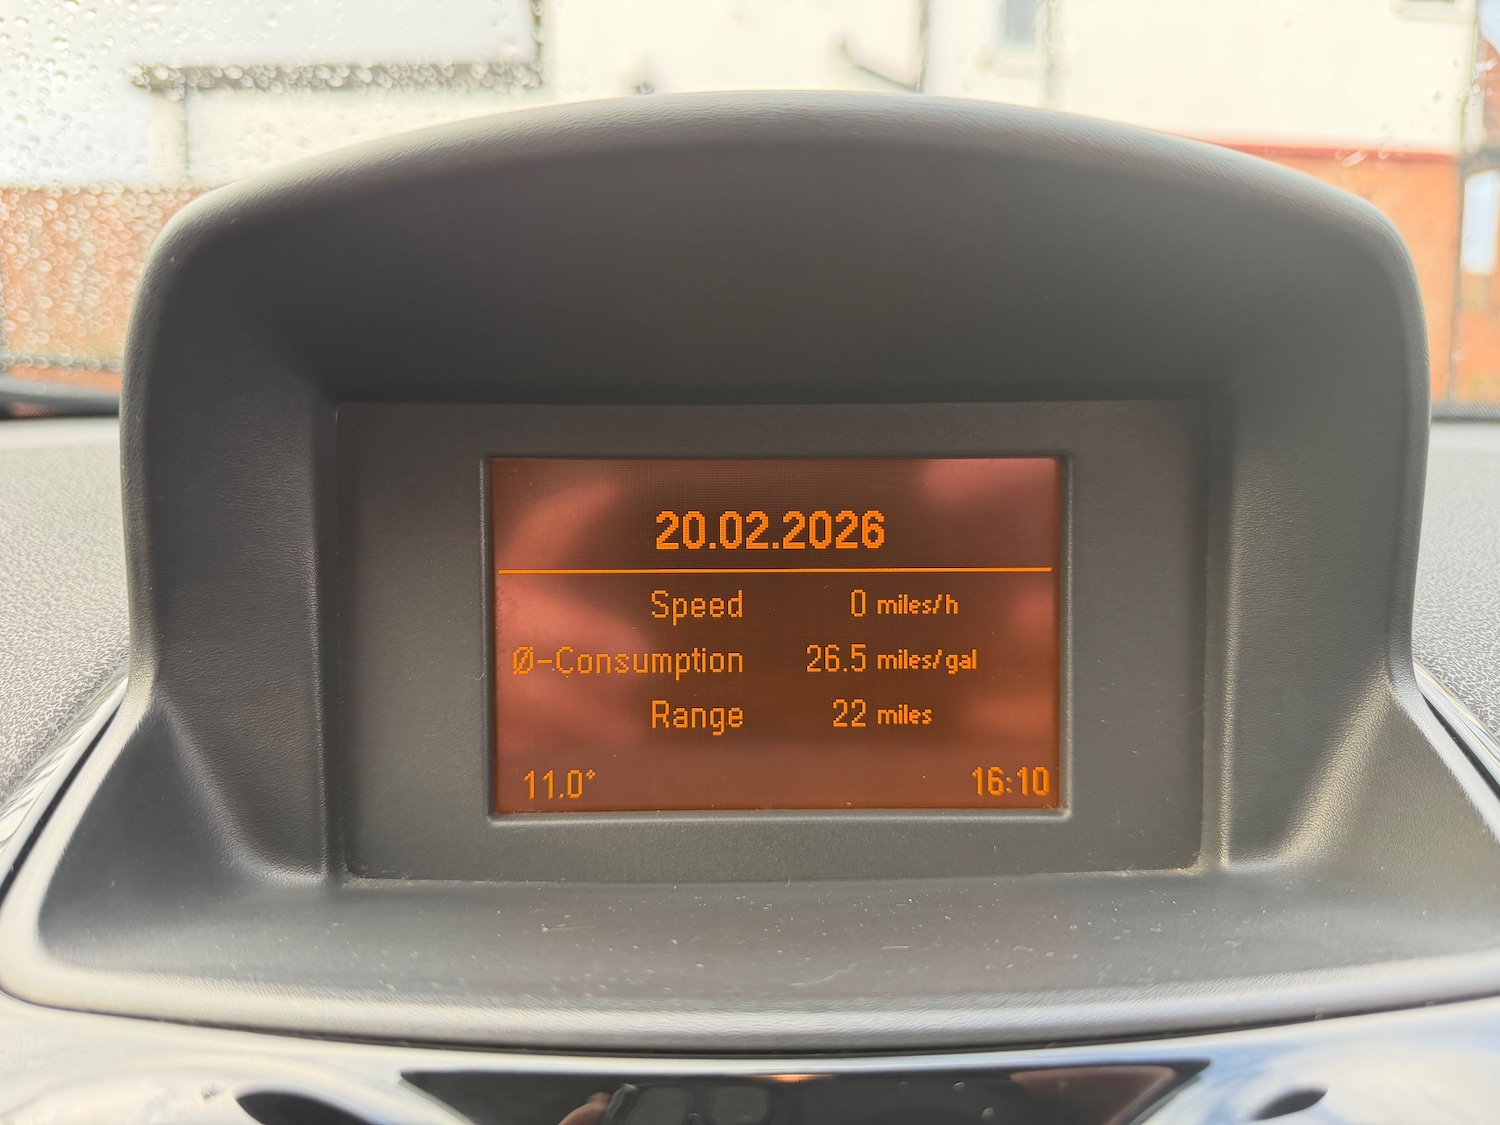 20.02.2026
Speed 0 miles/h
Ø-Consumption 26.5 miles/gal
Range 22 miles
11.0° 16:10